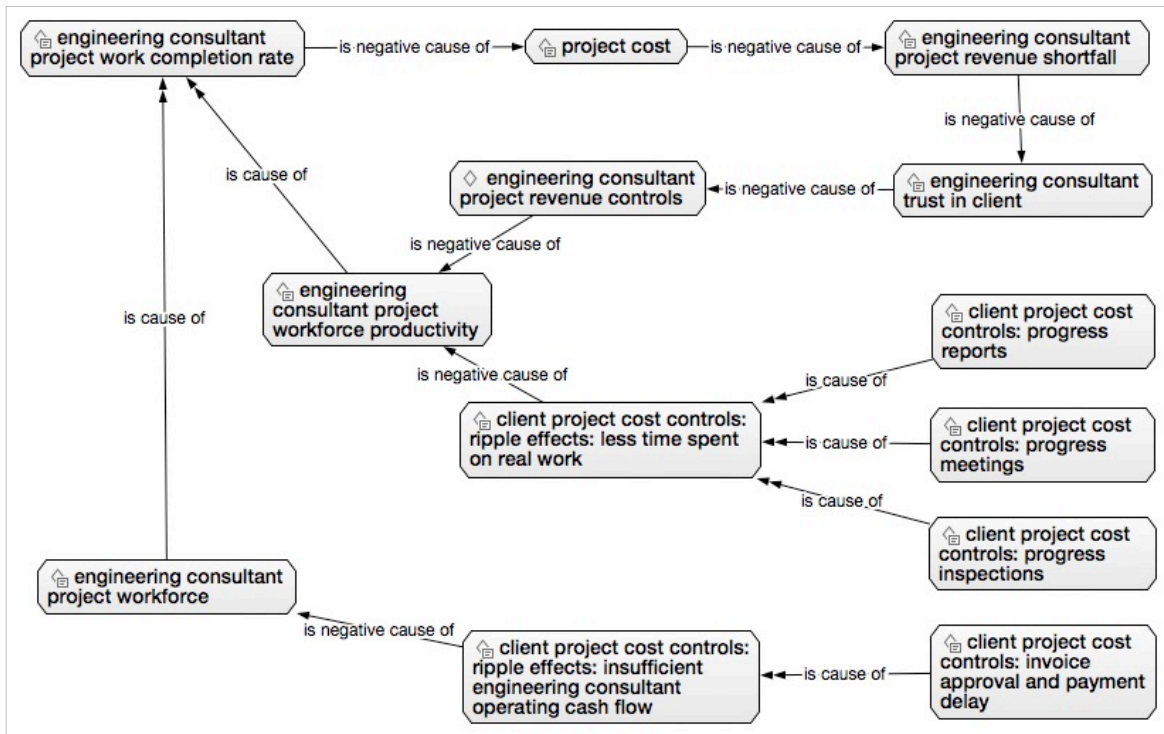 engineering consultant
project work completion rate
is negative cause of
project cost
is negative cause of
engineering consultant
project revenue shortfall
is negative cause of
engineering consultant
trust in client
is negative cause of
engineering consultant
project revenue controls
is negative cause of
is cause of
engineering
consultant project
workforce productivity
is cause of
is negative cause of
client project cost
controls: progress
reports
is cause of
client project cost controls:
ripple effects: less time spent
on real work
is cause of
client project cost
controls: progress
meetings
is cause of
client project cost
controls: progress
inspections
engineering consultant
project workforce
is negative cause of
client project cost controls:
ripple effects: insufficient
engineering consultant
operating cash flow
is cause of
client project cost
controls: invoice
approval and payment
delay